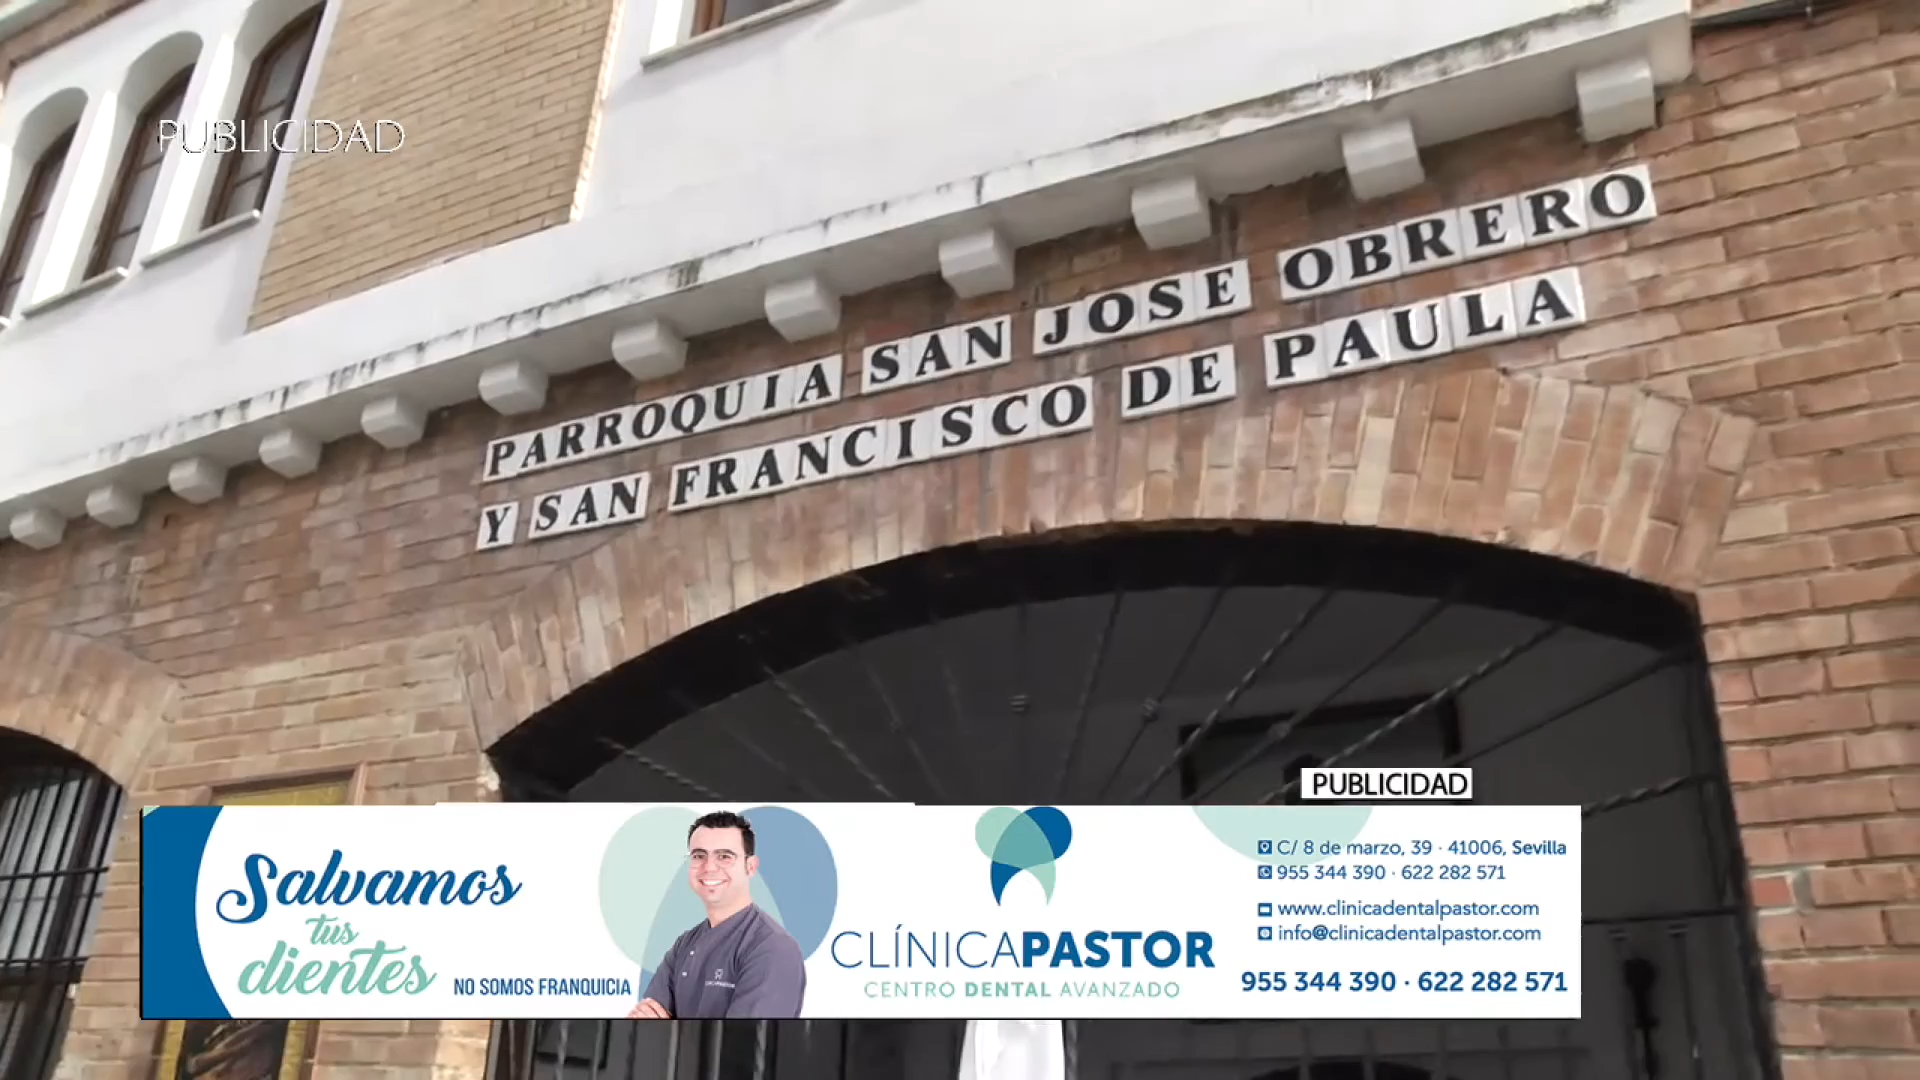 PUBLICIDAD
PARROQUIA SAN JOSE OBRERO
Y SAN FRANCISCO DE PAULA
PUBLICIDAD
Salvamos
tus
dientes
NO SOMOS FRANQUICIA
CLÍNICAPASTOR
CENTRO DENTAL AVANZADO
C/ 8 de marzo, 39 · 41006, Sevilla
955 344 390 · 622 282 571
www.clinicadentalpastor.com
info@clinicadentalpastor.com
955 344 390 · 622 282 571